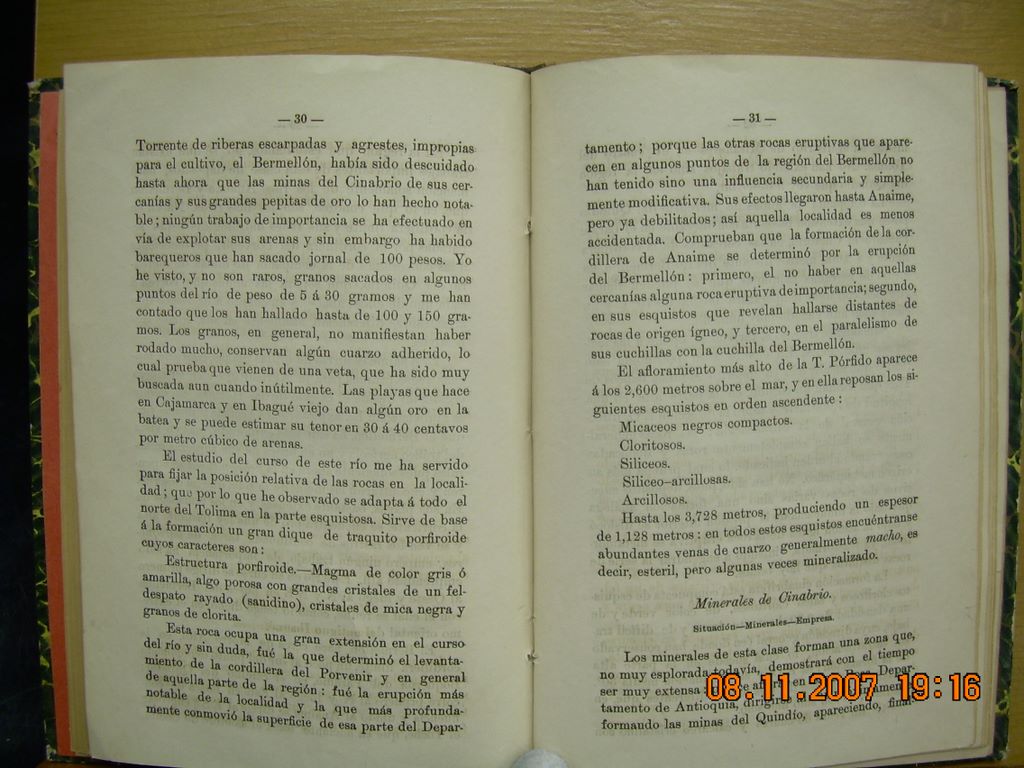 — 30 —
Torrente de riberas escarpadas y agrestes, impropias
para el cultivo, el Bermellón, había sido descuidado
hasta ahora que las minas del Cinabrio de sus cer-
canías y sus grandes pepitas de oro lo han hecho nota-
ble; ningún trabajo de importancia se ha efectuado en
vía de explotar sus arenas y sin embargo ha habido
barequeros que han sacado jornal de 100 pesos. Yo
he visto, y no son raros, granos sacados en algunos
puntos del río de peso de 5 á 30 gramos y me han
contado que los han hallado hasta de 100 y 150 gra-
mos. Los granos, en general, no manifiestan haber
rodado mucho, conservan algún cuarzo adherido, lo
cual prueba que vienen de una veta, que ha sido muy
buscada aun cuando inútilmente. Las playas que hace
en Cajamarca y en Ibagué viejo dan algún oro en la
batea y se puede estimar su tenor en 30 á 40 centavos
por metro cúbico de arenas.
El estudio del curso de este río me ha servido
para fijar la posición relativa de las rocas en la locali-
dad; que por lo que he observado se adapta á todo el
norte del Tolima en la parte esquistosa. Sirve de base
á la formación un gran dique de traquito porfiroide
cuyos caracteres son:
Estructura porfiroide.—Magma de color gris ó
amarilla, algo porosa con grandes cristales de un fel-
despato rayado (sanidino), cristales de mica negra y
granos de clorita.
Esta roca ocupa una gran extensión en el curso
del río y sin duda, fué la que determinó el levanta-
miento de la cordillera del Porvenir y en general
de aquella parte de la región: fué la erupción más
notable de la localidad y la que más profunda-
mente conmovió la superficie de esa parte del Depar-
— 31 —
tamento; porque las otras rocas eruptivas que apare-
cen en algunos puntos de la región del Bermellón no
han tenido sino una influencia secundaria y simple-
mente modificativa. Sus efectos llegaron hasta Anaime,
pero ya debilitados; así aquella localidad es menos
accidentada. Comprueban que la formación de la cor-
dillera de Anaime se determinó por la erupción
del Bermellón: primero, el no haber en aquellas
cercanías alguna roca eruptiva de importancia; segundo,
en sus esquistos que revelan hallarse distantes de
rocas de origen ígneo, y tercero, en el paralelismo de
sus cuchillas con la cuchilla del Bermellón.
El afloramiento más alto de la T. Pórfido aparece
á los 2,600 metros sobre el mar, y en ella reposan los si-
guientes esquistos en orden ascendente:
Micaceos negros compactos.
Cloritosos.
Siliceos.
Siliceo-arcillosas.
Arcillosos.
Hasta los 3,728 metros, produciendo un espesor
de 1,128 metros: en todos estos esquistos encuéntranse
abundantes venas de cuarzo generalmente macho, es
decir, esteril, pero algunas veces mineralizado.
Minerales de Cinabrio.
Situación—Minerales—Empresa.
Los minerales de esta clase forman una zona que,
no muy esplorada todavía, demostrará con el tiempo
ser muy extensa
Depar-
tamento de Antioquia,
formando las minas del Quindío, apareciendo, final-
08.11.2007 19:16